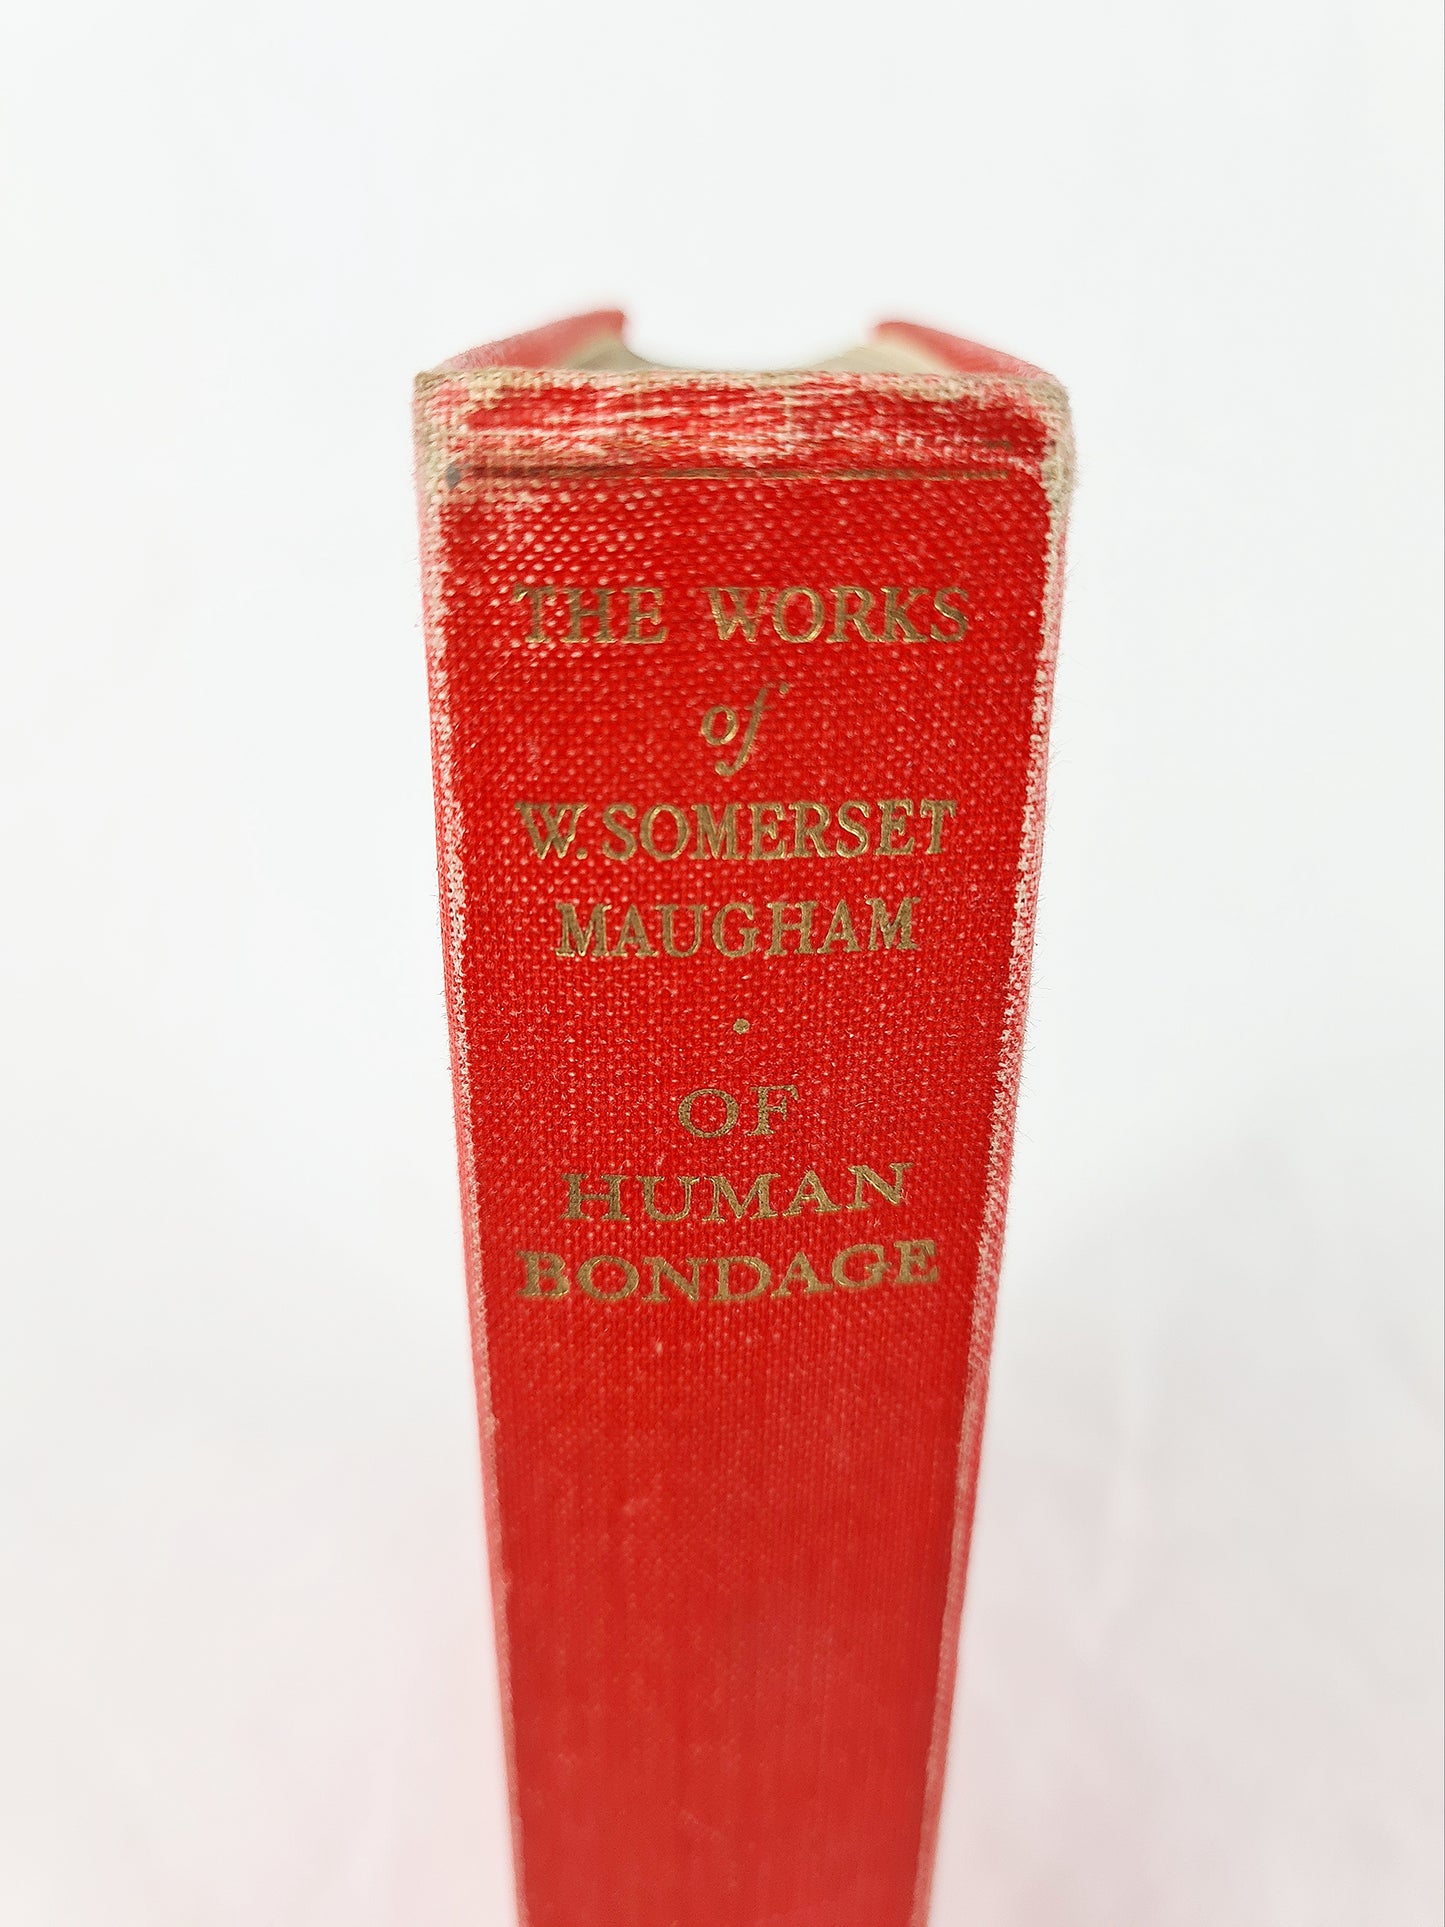 THE WORKS
of
W. SOMERSET
MAUGHAM
·
OF
HUMAN
BONDAGE